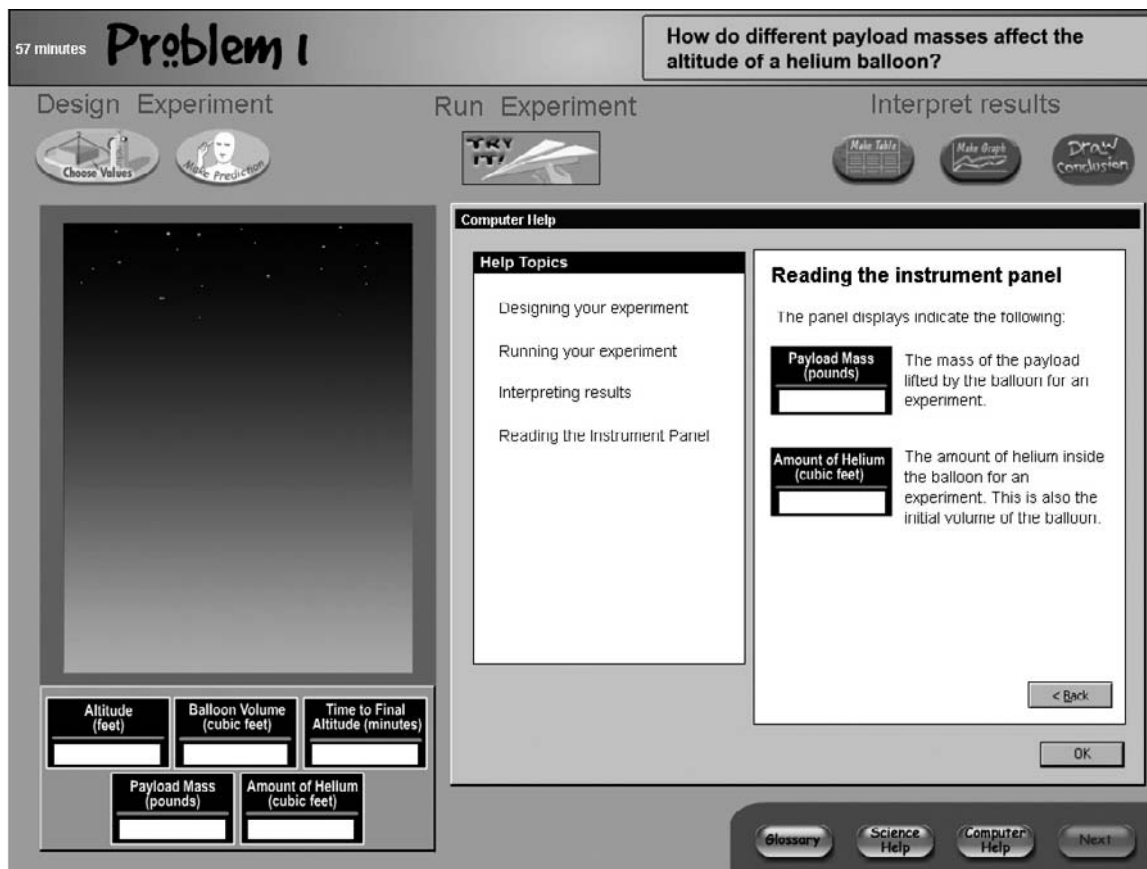 57 minutes
Problem 1
How do different payload masses affect the
altitude of a helium balloon?
Design Experiment
Run Experiment
Interpret results
Choose Values
Make Prediction
TRY
IT!
Make Table
Make Graph
Draw
Conclusion
Computer Help
Help Topics
Designing your experiment
Running your experiment
Interpreting results
Reading the Instrument Panel
Reading the instrument panel
The panel displays indicate the following:
Payload Mass
(pounds)
The mass of the payload
lifted by the balloon for an
experiment.
Amount of Helium
(cubic feet)
The amount of helium inside
the balloon for an
experiment. This is also the
initial volume of the balloon.
< Back
OK
Altitude
(feet)
Balloon Volume
(cubic feet)
Time to Final
Altitude (minutes)
Payload Mass
(pounds)
Amount of Helium
(cubic feet)
Glossary
Science
Help
Computer
Help
Next